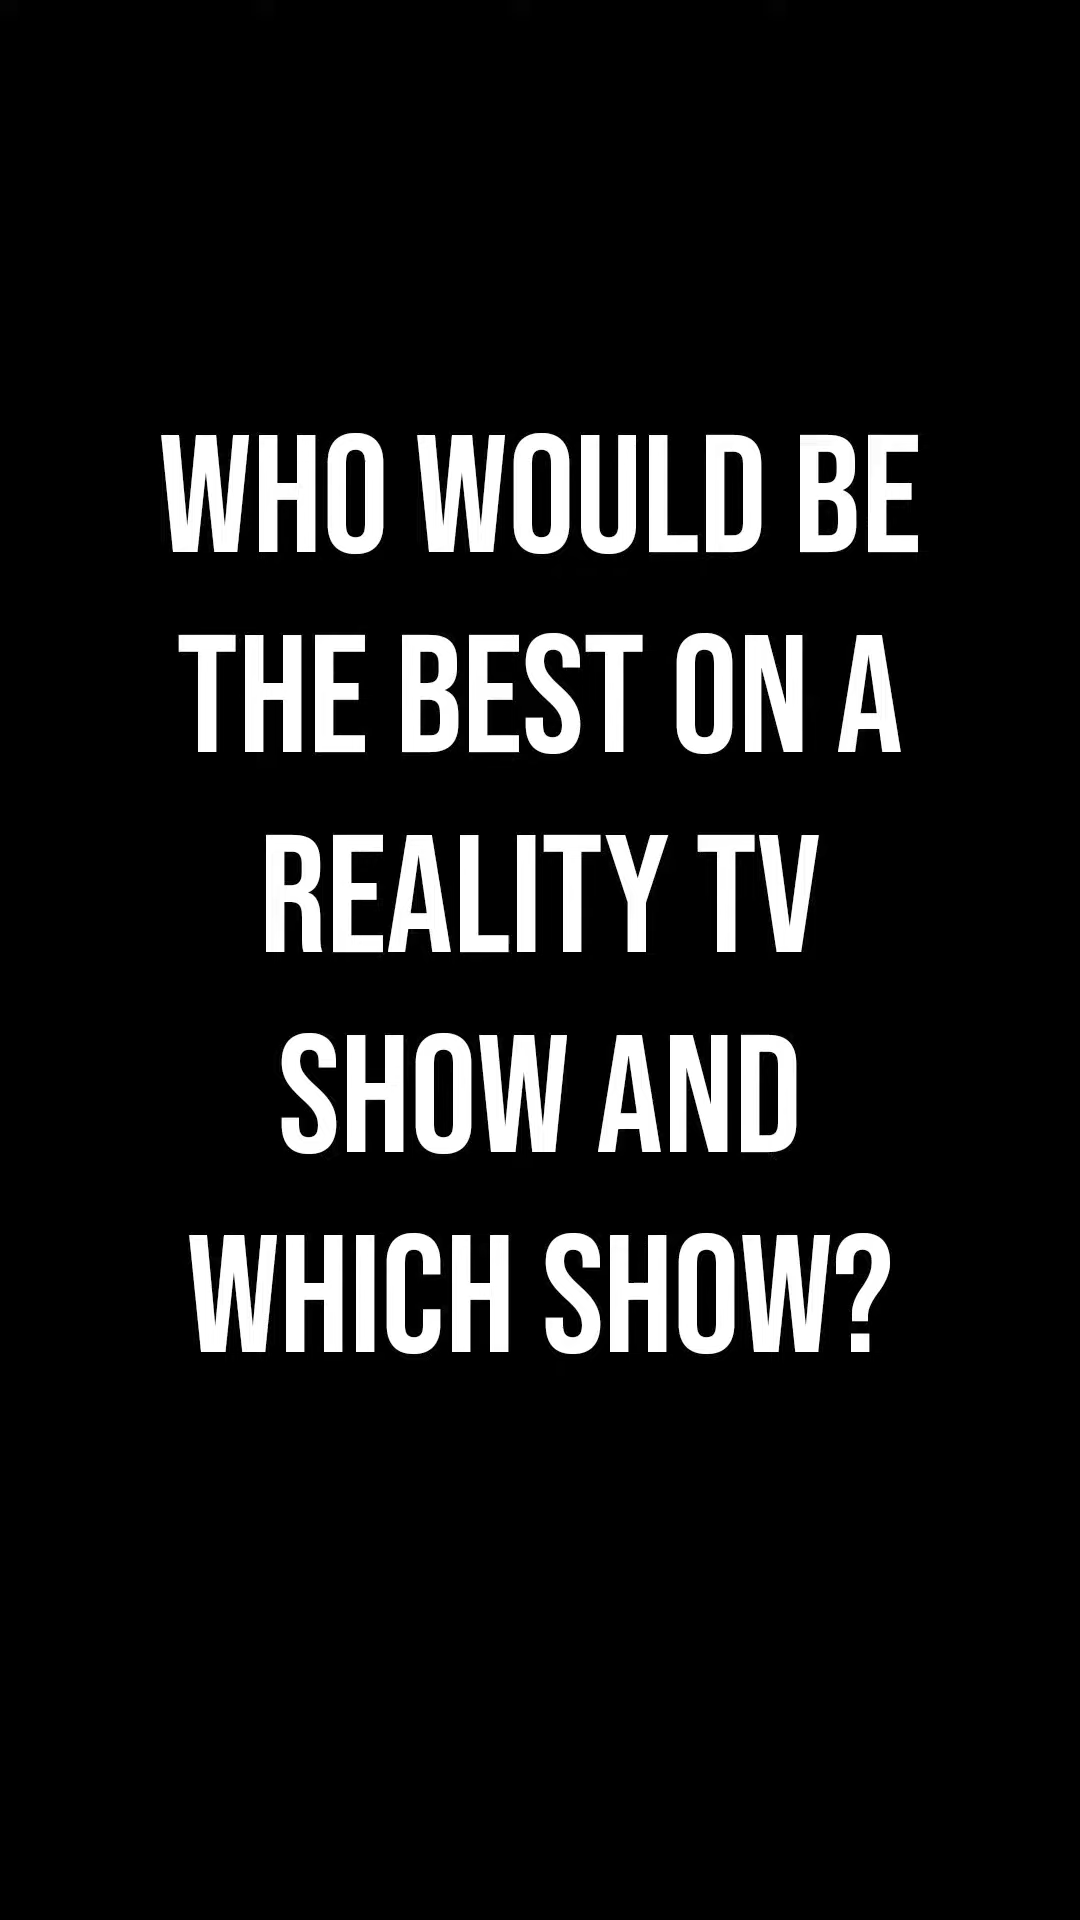 WHO WOULD BE
THE BEST ON A
REALITY TV
SHOW AND
WHICH SHOW?